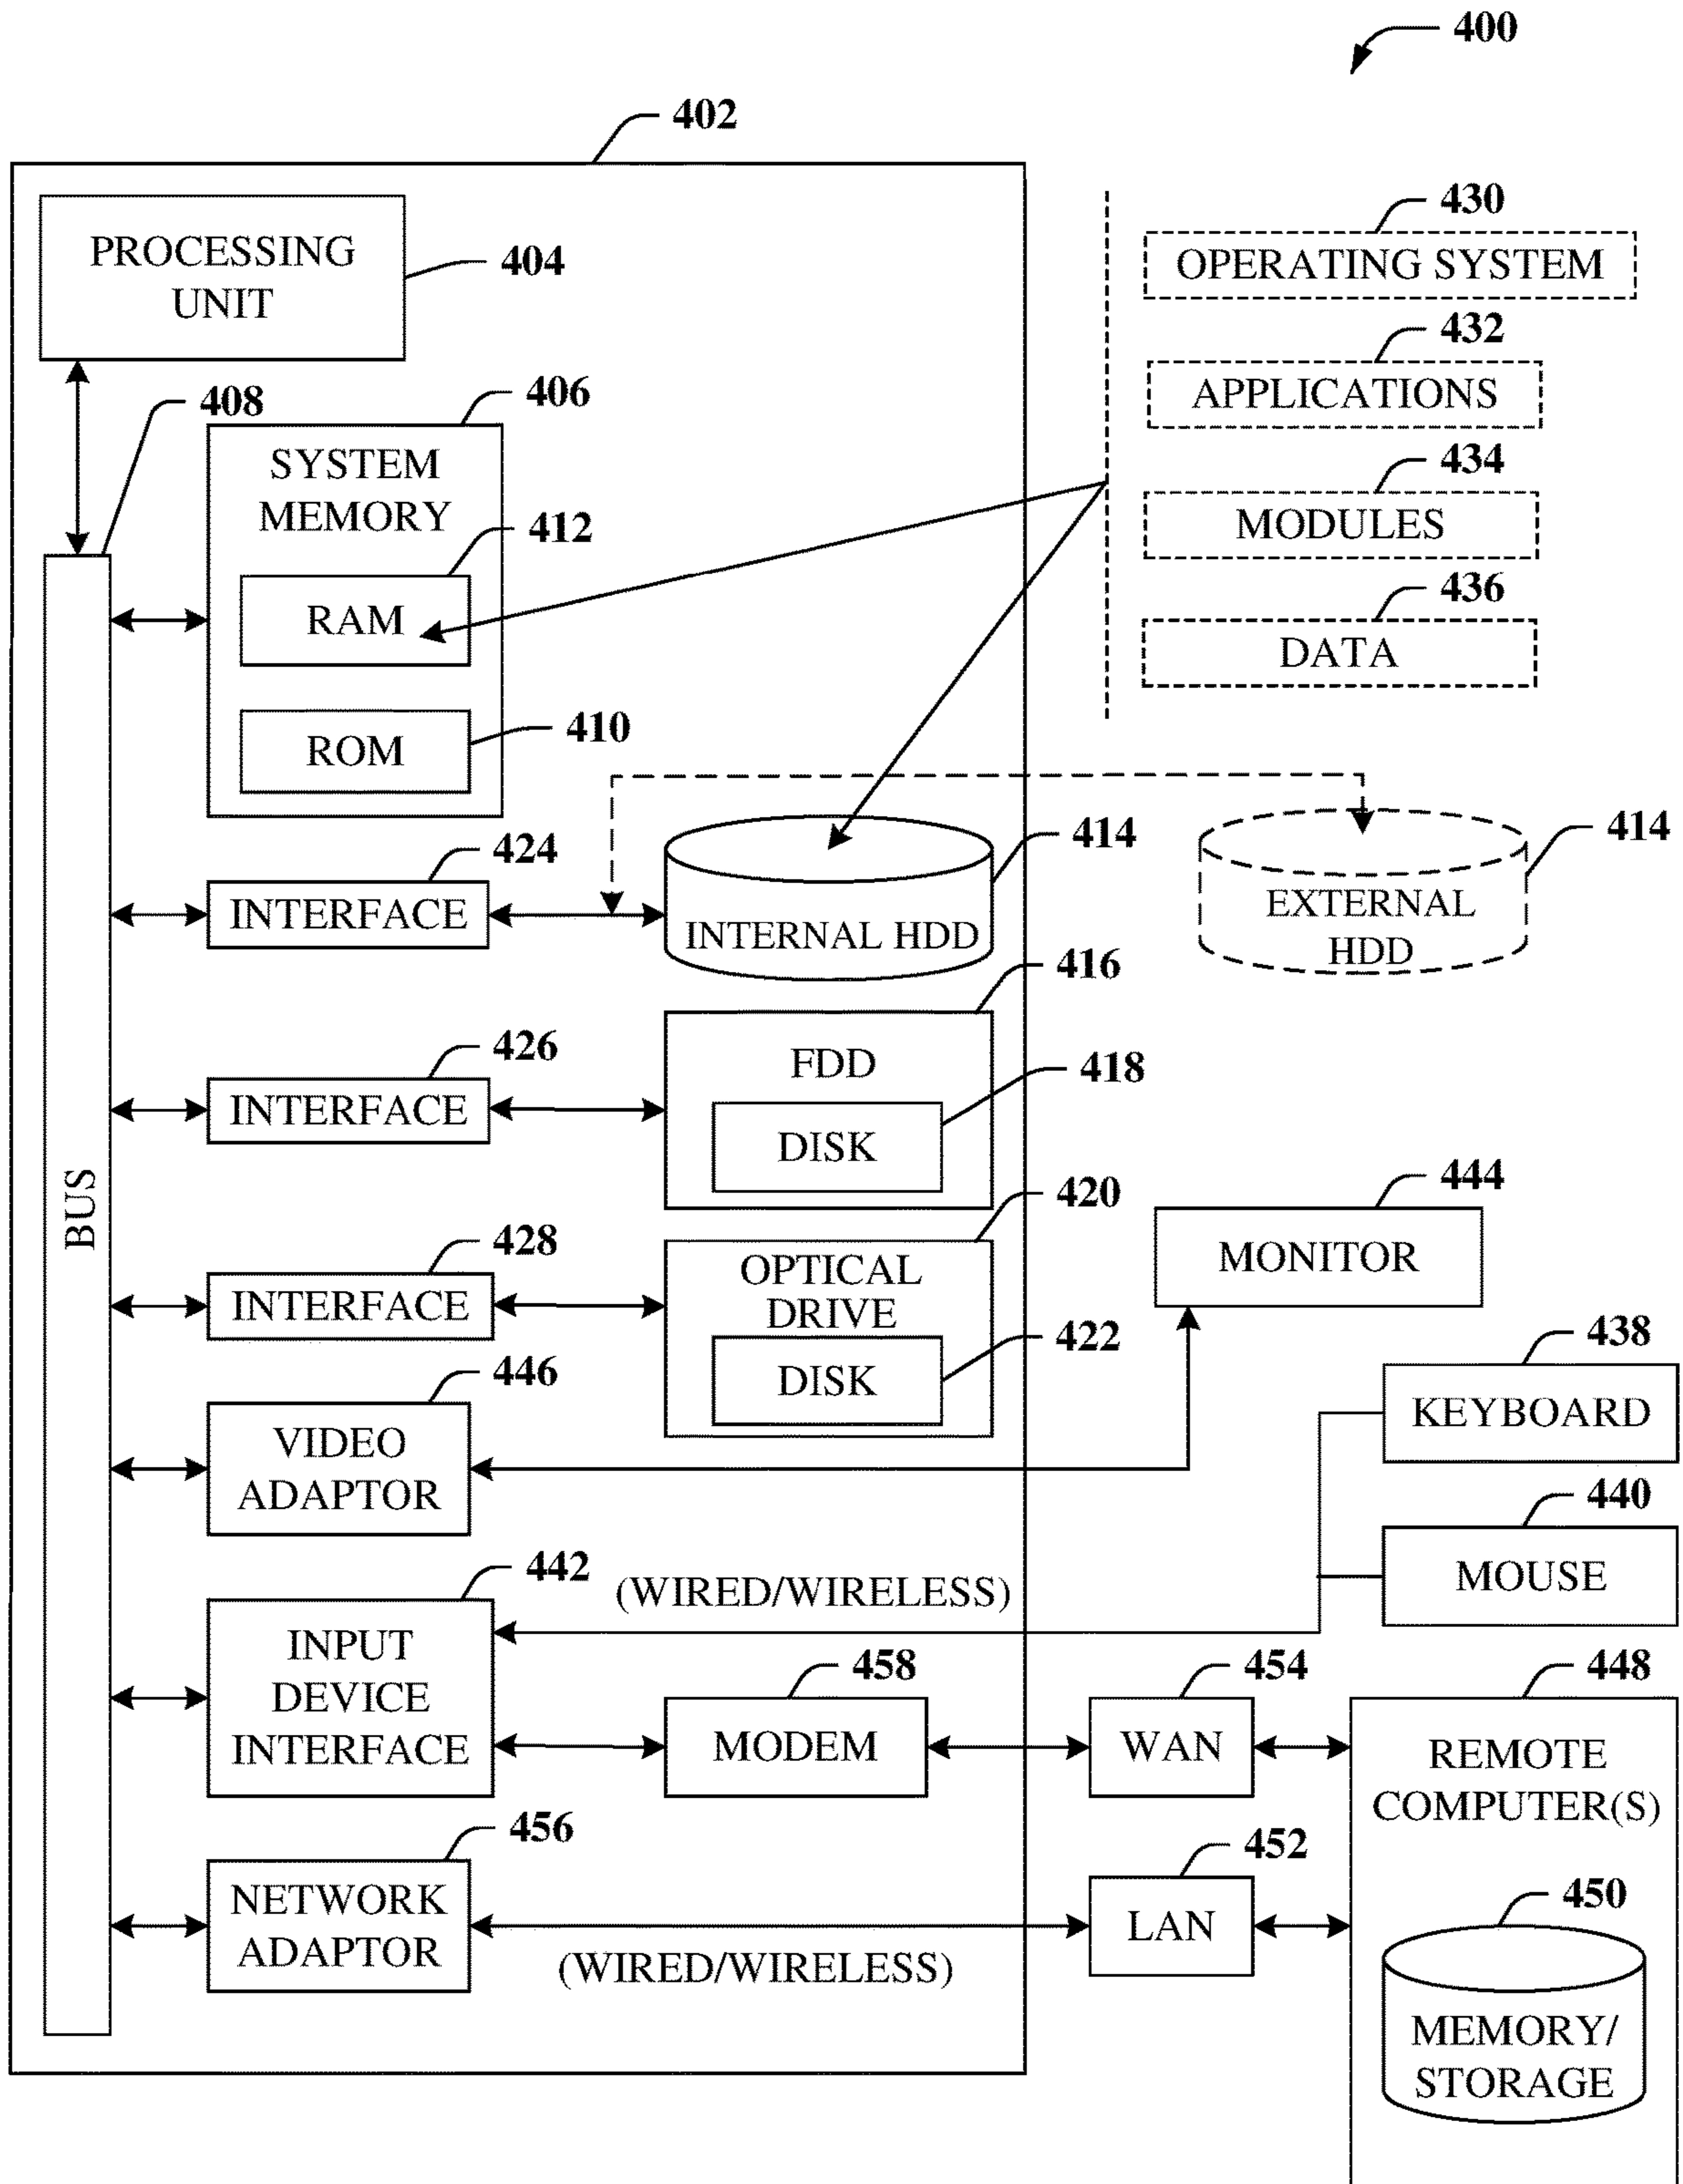 400
402
PROCESSING
UNIT
404
430
OPERATING SYSTEM
432
APPLICATIONS
434
MODULES
436
DATA
408
406
SYSTEM
MEMORY
412
RAM
410
ROM
424
INTERFACE
414
INTERNAL HDD
414
EXTERNAL
HDD
416
FDD
426
INTERFACE
418
DISK
BUS
420
OPTICAL
DRIVE
428
INTERFACE
422
DISK
444
MONITOR
438
KEYBOARD
446
VIDEO
ADAPTOR
440
MOUSE
442
INPUT
DEVICE
INTERFACE
(WIRED/WIRELESS)
458
MODEM
454
WAN
448
REMOTE
COMPUTER(S)
456
NETWORK
ADAPTOR
(WIRED/WIRELESS)
452
LAN
450
MEMORY/
STORAGE